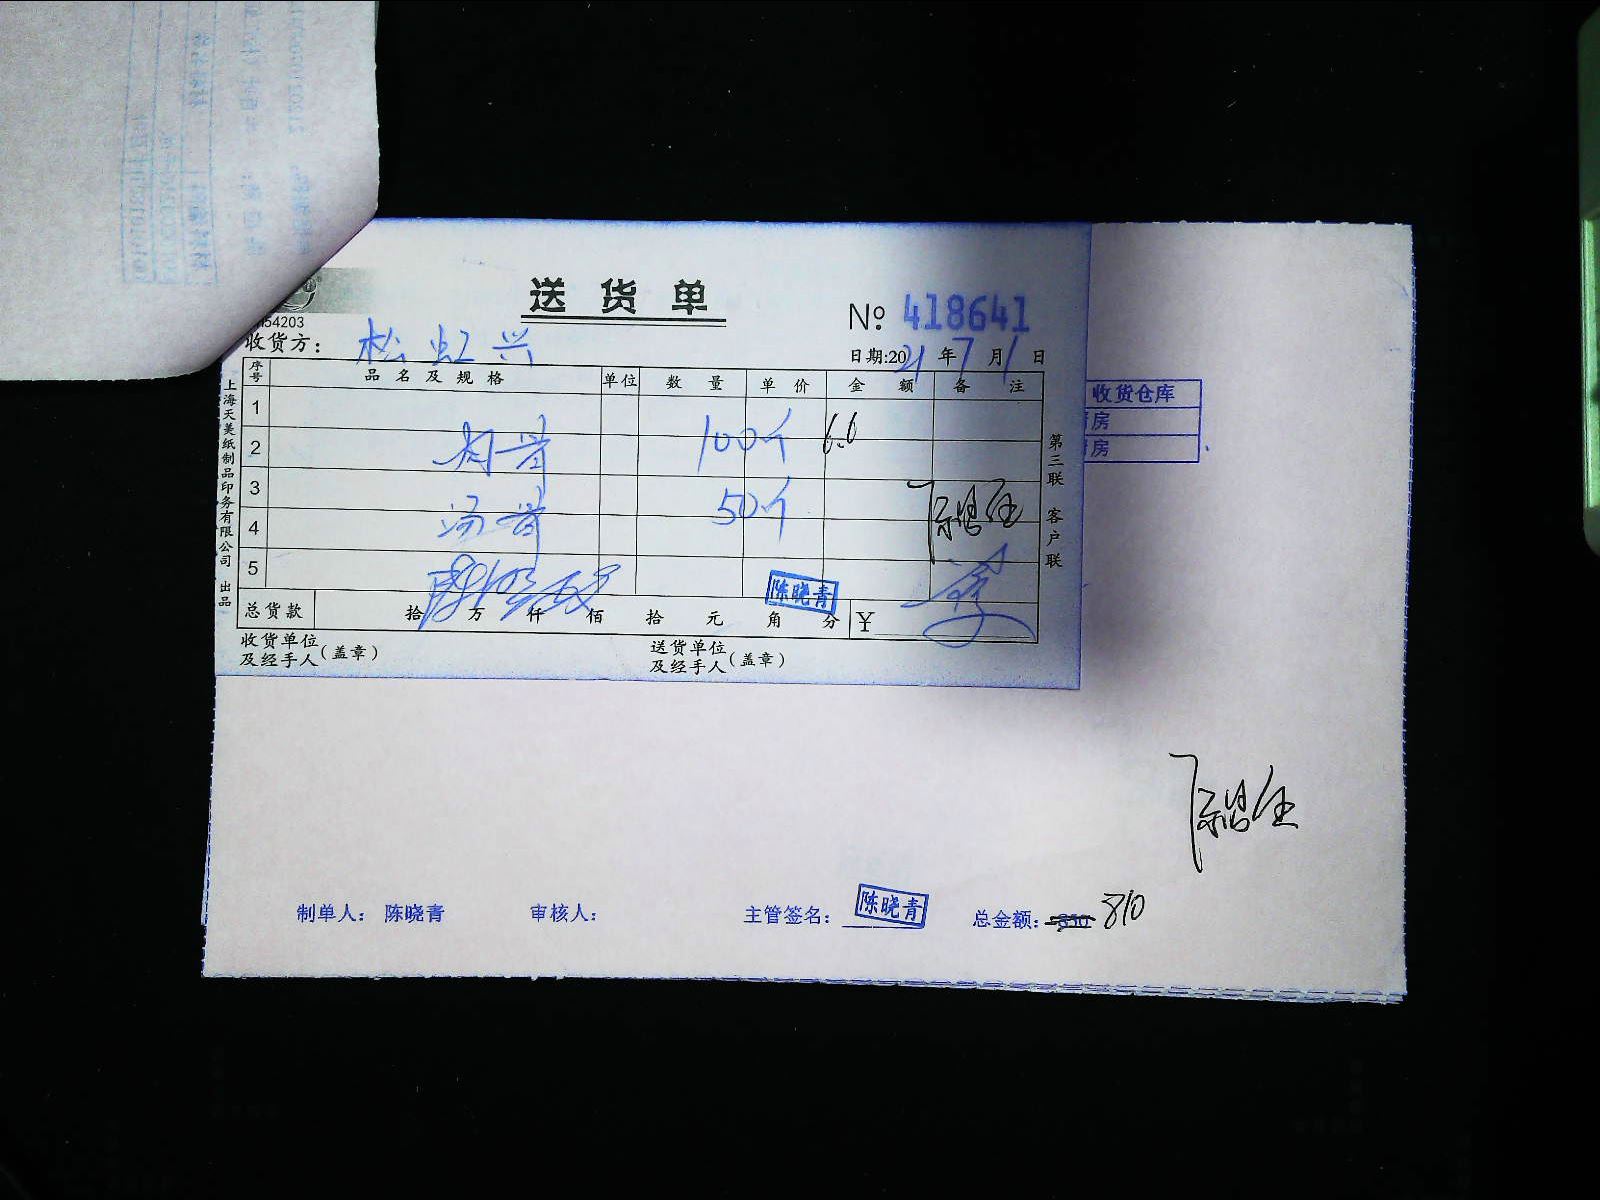 送货单
№ 418641
54203
收货方: 松虹兴
日期:2021年7月1日
序号 品名及规格 单位 数量 单价 金额 备注
收货仓库
1
房
2 100个 6.6
房
3
4 50个
5
陈晓青
总货款 拾 万 仟 佰 拾 元 角 分 ¥
收货单位及经手人(盖章)
送货单位及经手人(盖章)
上海天美纸制品印务有限公司 出品
第三联 客户联
制单人: 陈晓青 审核人: 主管签名: 陈晓青 总金额: 810